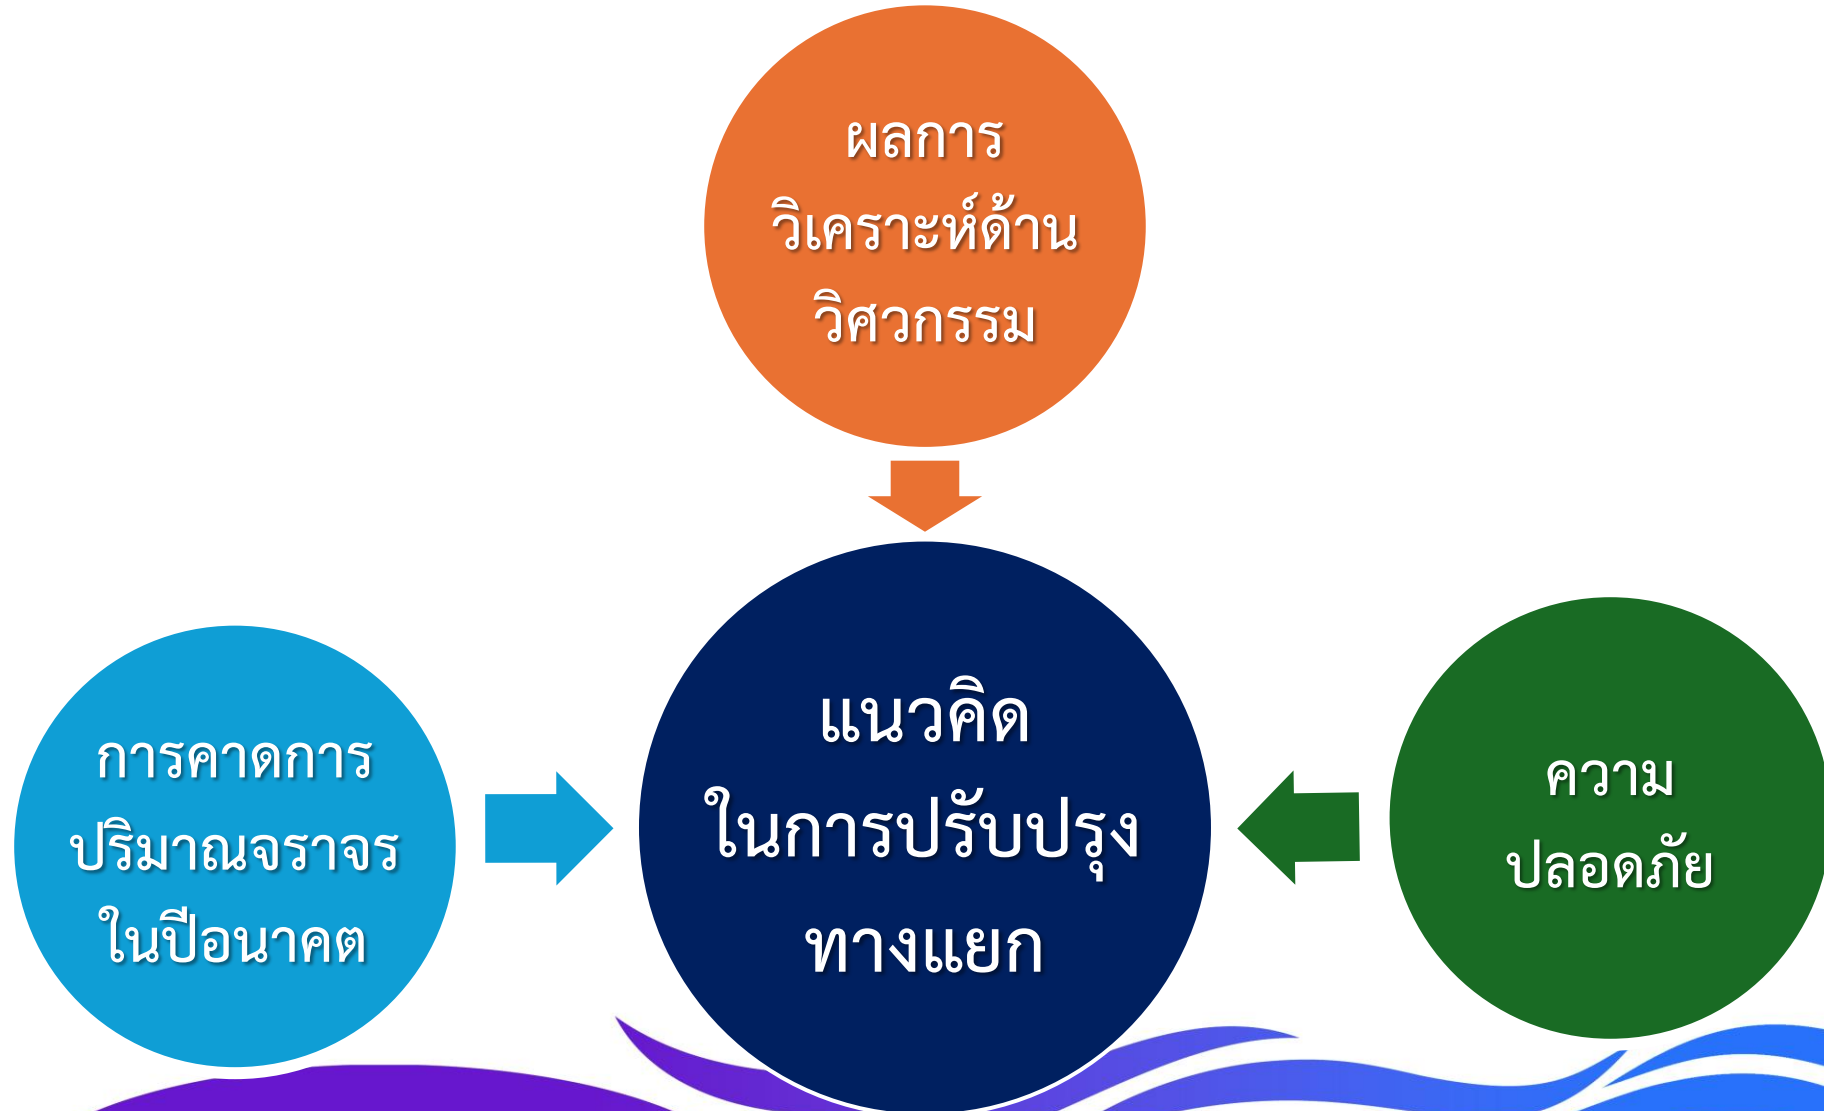 ผลการ
วิเคราะห์ด้าน
วิศวกรรม
การคาดการ
ปริมาณจราจร
ในปีอนาคต
แนวคิด
ในการปรับปรุง
ทางแยก
ความ
ปลอดภัย